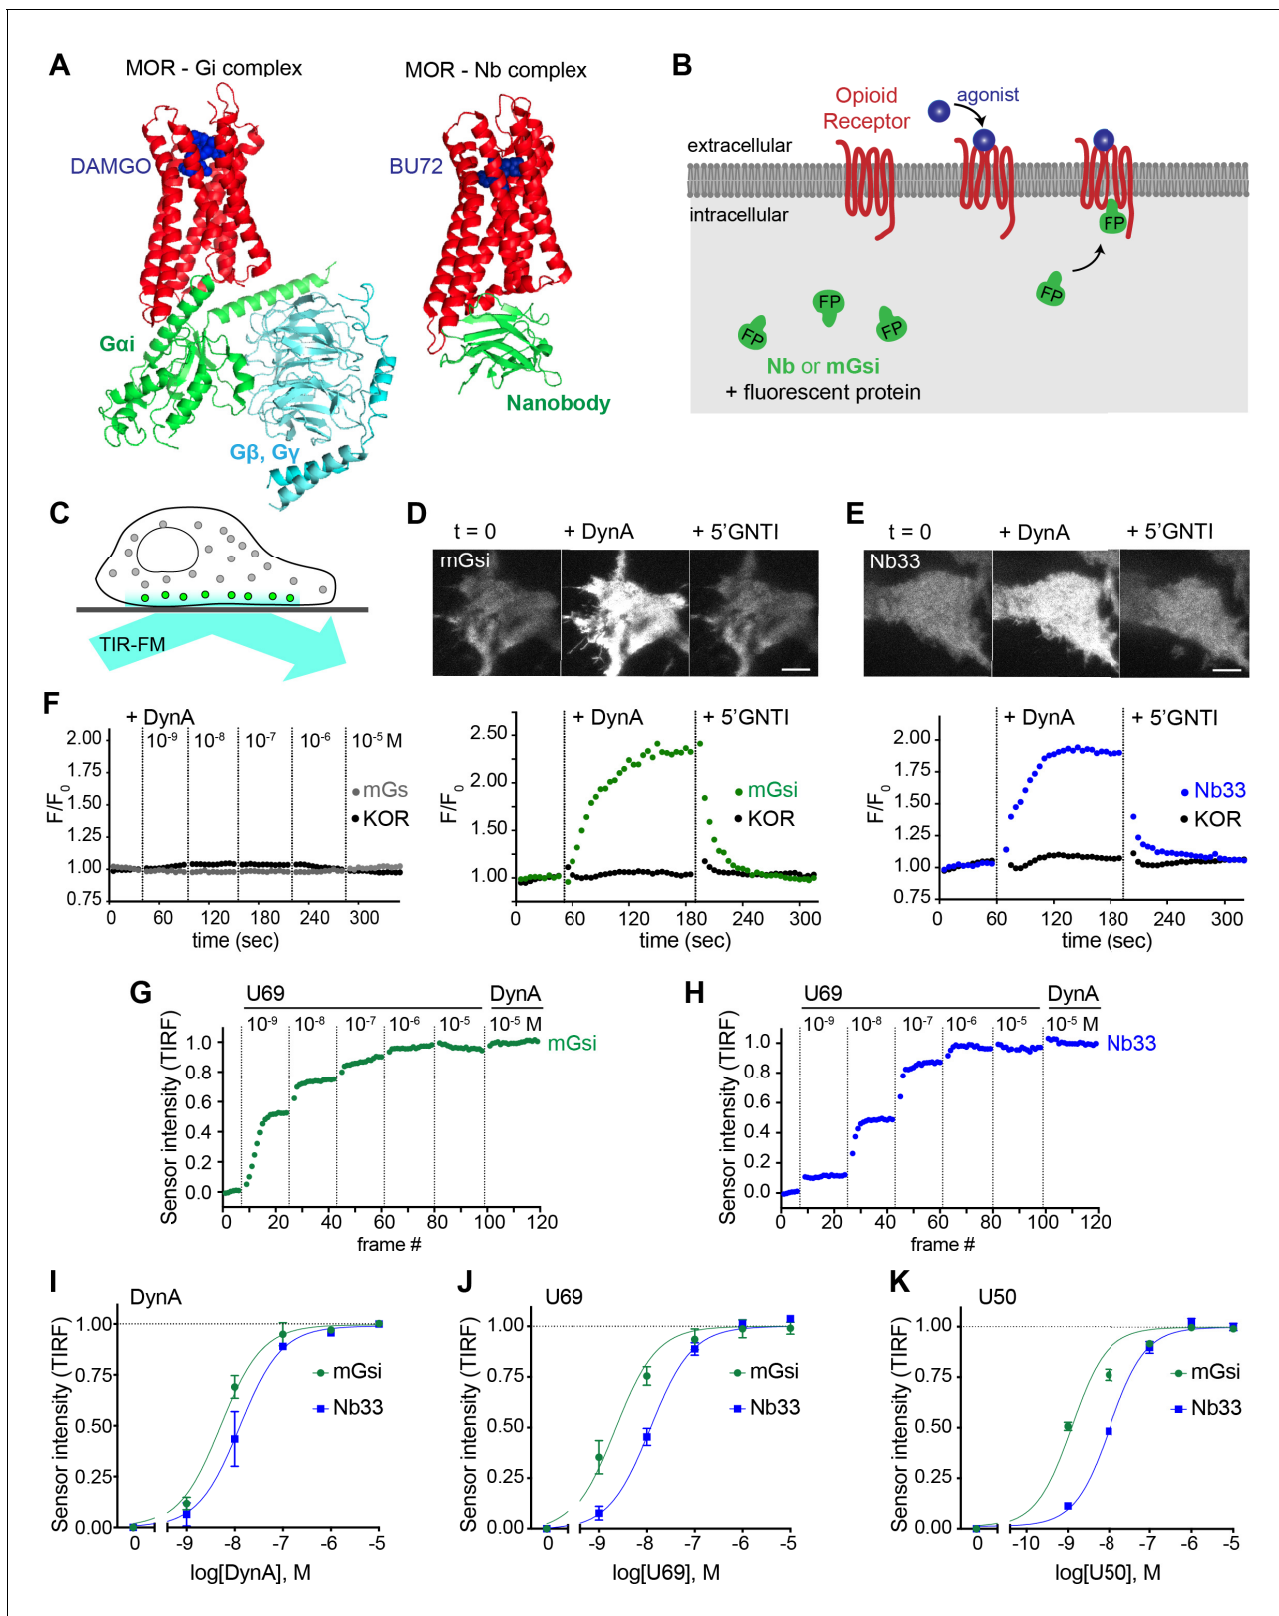 A
MOR - Gi complex
MOR - Nb complex
DAMGO
BU72
Gαi
Gβ, Gγ
Nanobody
B
Opioid
Receptor
agonist
extracellular
intracellular
FP
FP
FP
FP
FP
Nb or mGsi
+ fluorescent protein
C
TIR-FM
D
t = 0
+ DynA
+ 5'GNTI
mGsi
E
t = 0
+ DynA
+ 5'GNTI
Nb33
F
+ DynA
10-9
10-8
10-7
10-6
10-5 M
2.00
1.75
1.50
1.25
1.00
0.75
F/F0
mGs
KOR
0 60 120 180 240 300
time (sec)
+ DynA
+ 5'GNTI
2.50
2.00
1.50
1.00
F/F0
mGsi
KOR
0 60 120 180 240 300
time (sec)
+ DynA
+ 5'GNTI
2.00
1.75
1.50
1.25
1.00
0.75
F/F0
Nb33
KOR
0 60 120 180 240 300
time (sec)
G
U69
DynA
10-9 10-8 10-7 10-6 10-5 10-5 M
1.0
0.8
0.6
0.4
0.2
0.0
Sensor intensity (TIRF)
mGsi
0 20 40 60 80 100 120
frame #
H
U69
DynA
10-9 10-8 10-7 10-6 10-5 10-5 M
1.0
0.8
0.6
0.4
0.2
0.0
Sensor intensity (TIRF)
Nb33
0 20 40 60 80 100 120
frame #
I
DynA
1.00
0.75
0.50
0.25
0.00
Sensor intensity (TIRF)
mGsi
Nb33
0 -9 -8 -7 -6 -5
log[DynA], M
J
U69
1.00
0.75
0.50
0.25
0.00
Sensor intensity (TIRF)
mGsi
Nb33
0 -9 -8 -7 -6 -5
log[U69], M
K
U50
1.00
0.75
0.50
0.25
0.00
Sensor intensity (TIRF)
mGsi
Nb33
0 -10 -9 -8 -7 -6 -5
log[U50], M